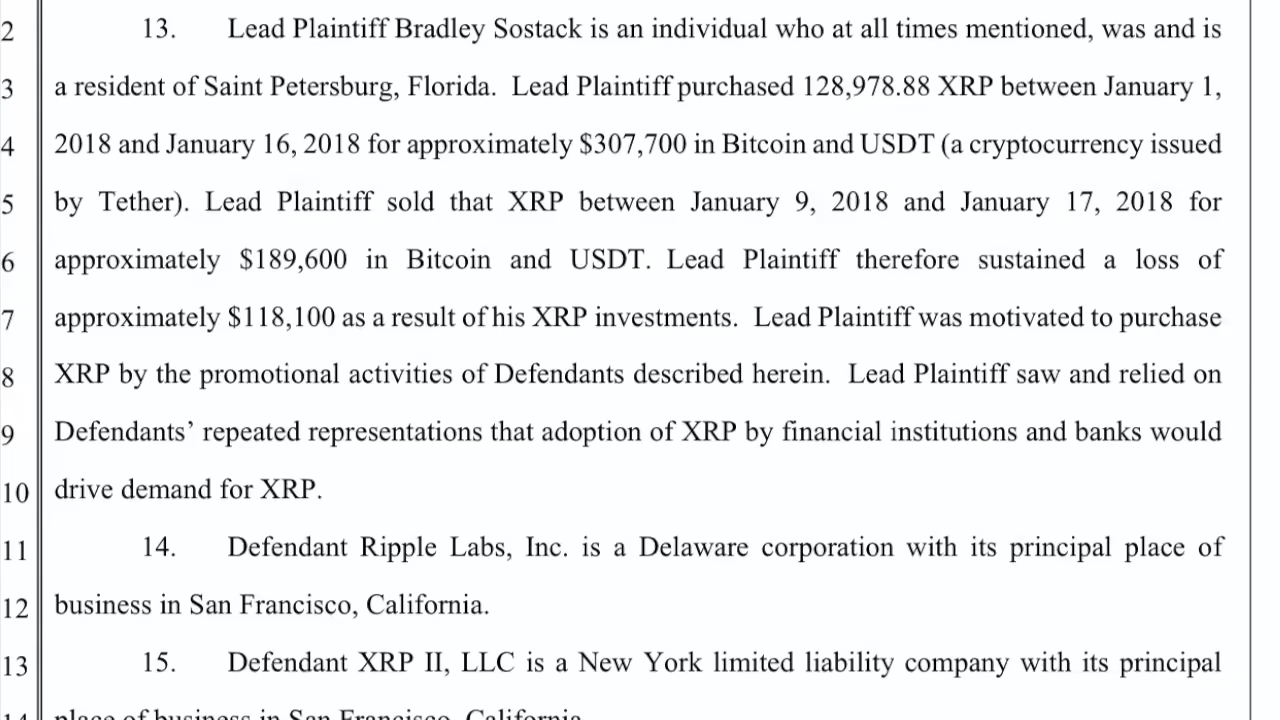 2 13. Lead Plaintiff Bradley Sostack is an individual who at all times mentioned, was and is
3 a resident of Saint Petersburg, Florida. Lead Plaintiff purchased 128,978.88 XRP between January 1,
4 2018 and January 16, 2018 for approximately $307,700 in Bitcoin and USDT (a cryptocurrency issued
5 by Tether). Lead Plaintiff sold that XRP between January 9, 2018 and January 17, 2018 for
6 approximately $189,600 in Bitcoin and USDT. Lead Plaintiff therefore sustained a loss of
7 approximately $118,100 as a result of his XRP investments. Lead Plaintiff was motivated to purchase
8 XRP by the promotional activities of Defendants described herein. Lead Plaintiff saw and relied on
9 Defendants’ repeated representations that adoption of XRP by financial institutions and banks would
10 drive demand for XRP.
11 14. Defendant Ripple Labs, Inc. is a Delaware corporation with its principal place of
12 business in San Francisco, California.
13 15. Defendant XRP II, LLC is a New York limited liability company with its principal
14 place of business in San Francisco, California